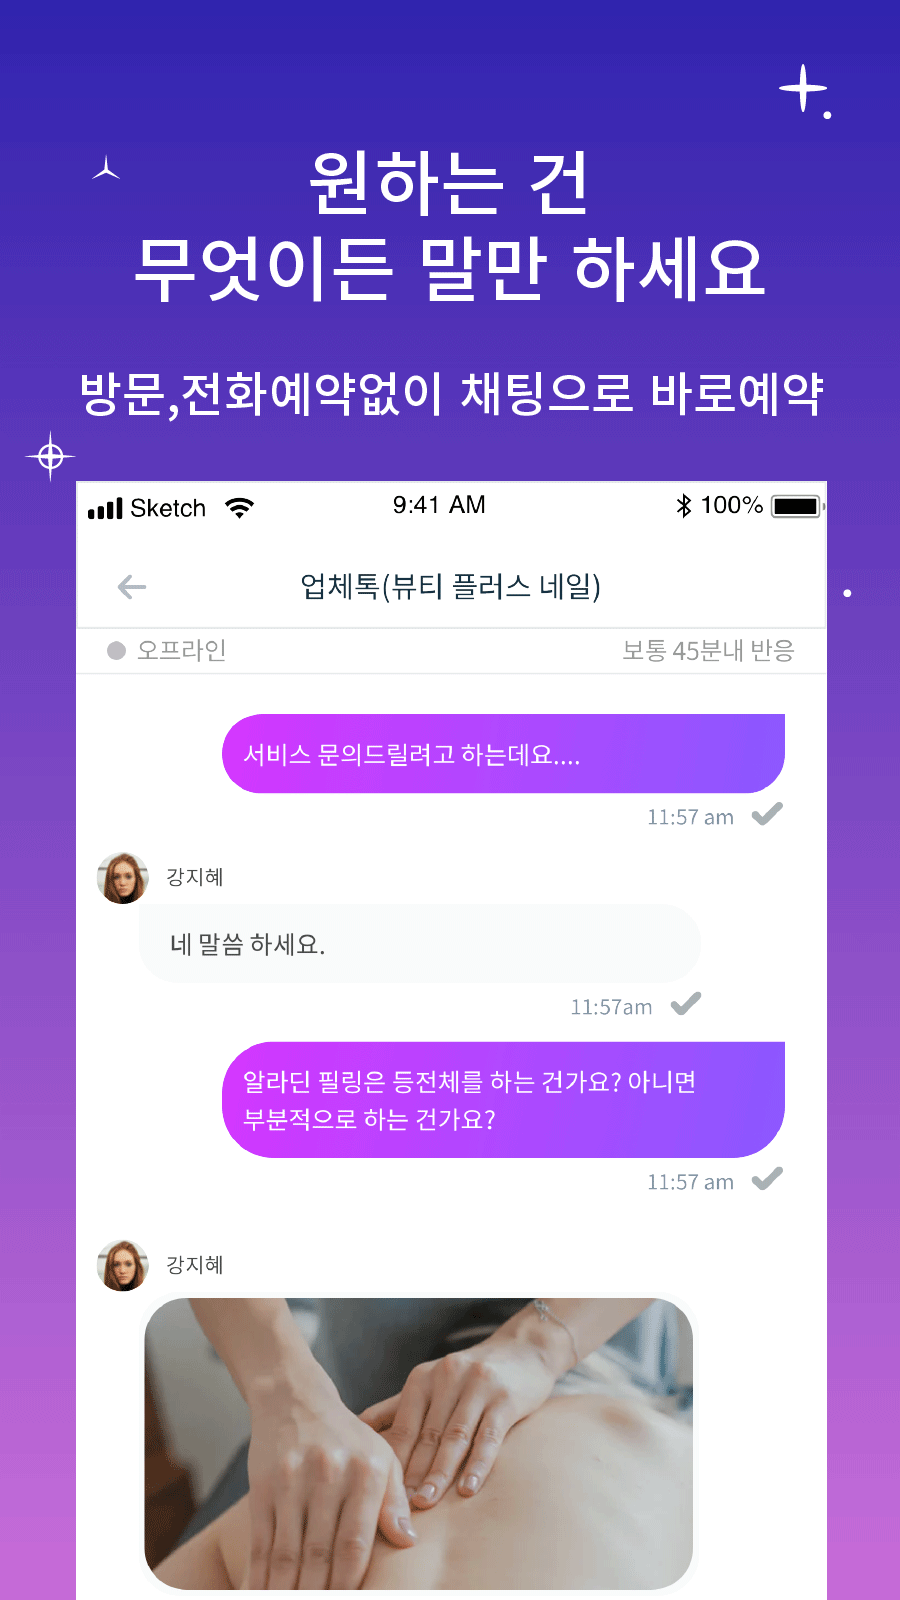 원하는 건
무엇이든 말만 하세요
방문,전화예약없이 채팅으로 바로예약
Sketch 9:41 AM 100%
업체톡(뷰티 플러스 네일)
오프라인 보통 45분내 반응
서비스 문의드릴려고 하는데요....
11:57 am
강지혜
네 말씀 하세요.
11:57am
알라딘 필링은 등전체를 하는 건가요? 아니면
부분적으로 하는 건가요?
11:57 am
강지혜